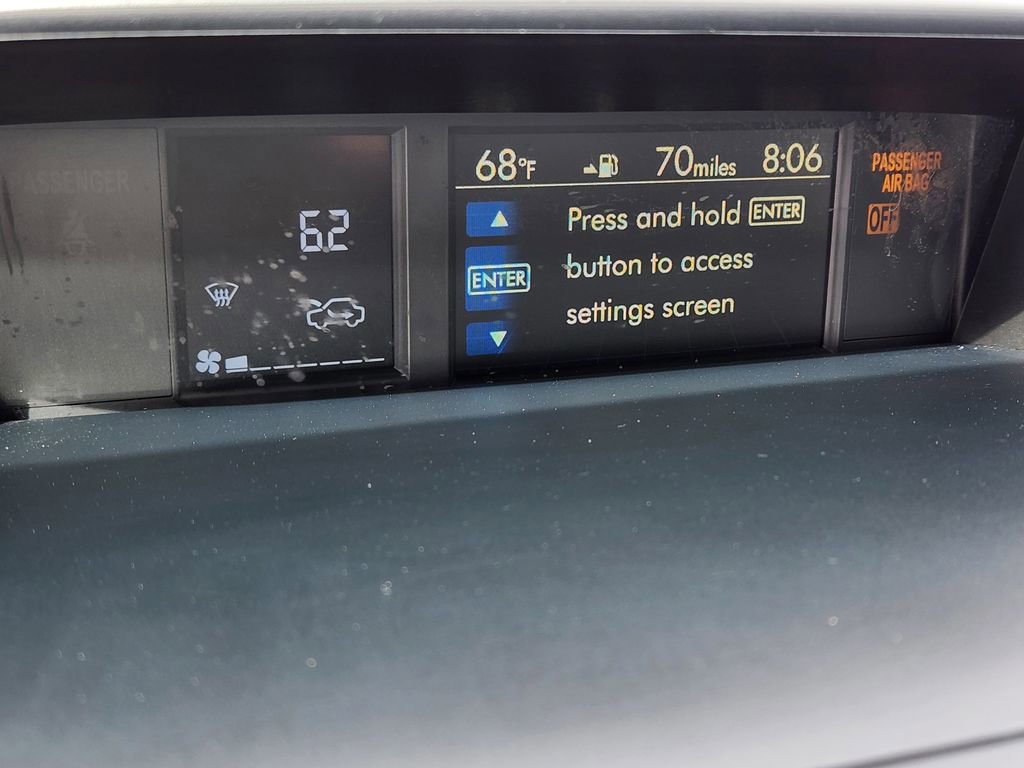 PASSENGER
62
68°F 70miles 8:06
Press and hold ENTER
button to access
settings screen
ENTER
PASSENGER
AIR BAG
OFF